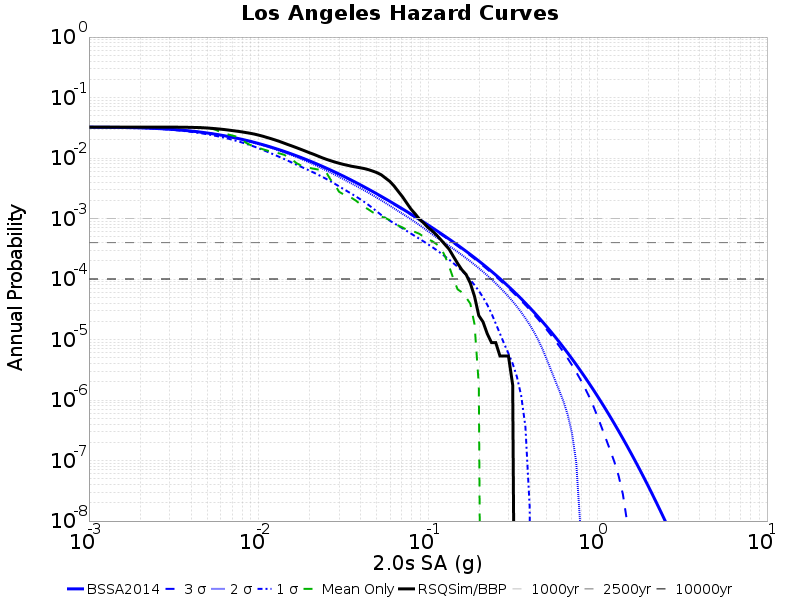 Los Angeles Hazard Curves
Annual Probability
10^0
10^-1
10^-2
10^-3
10^-4
10^-5
10^-6
10^-7
10^-8
10^-3 10^-2 10^-1 10^0 10^1
2.0s SA (g)
BSSA2014 3 σ 2 σ 1 σ Mean Only RSQSim/BBP 1000yr 2500yr 10000yr